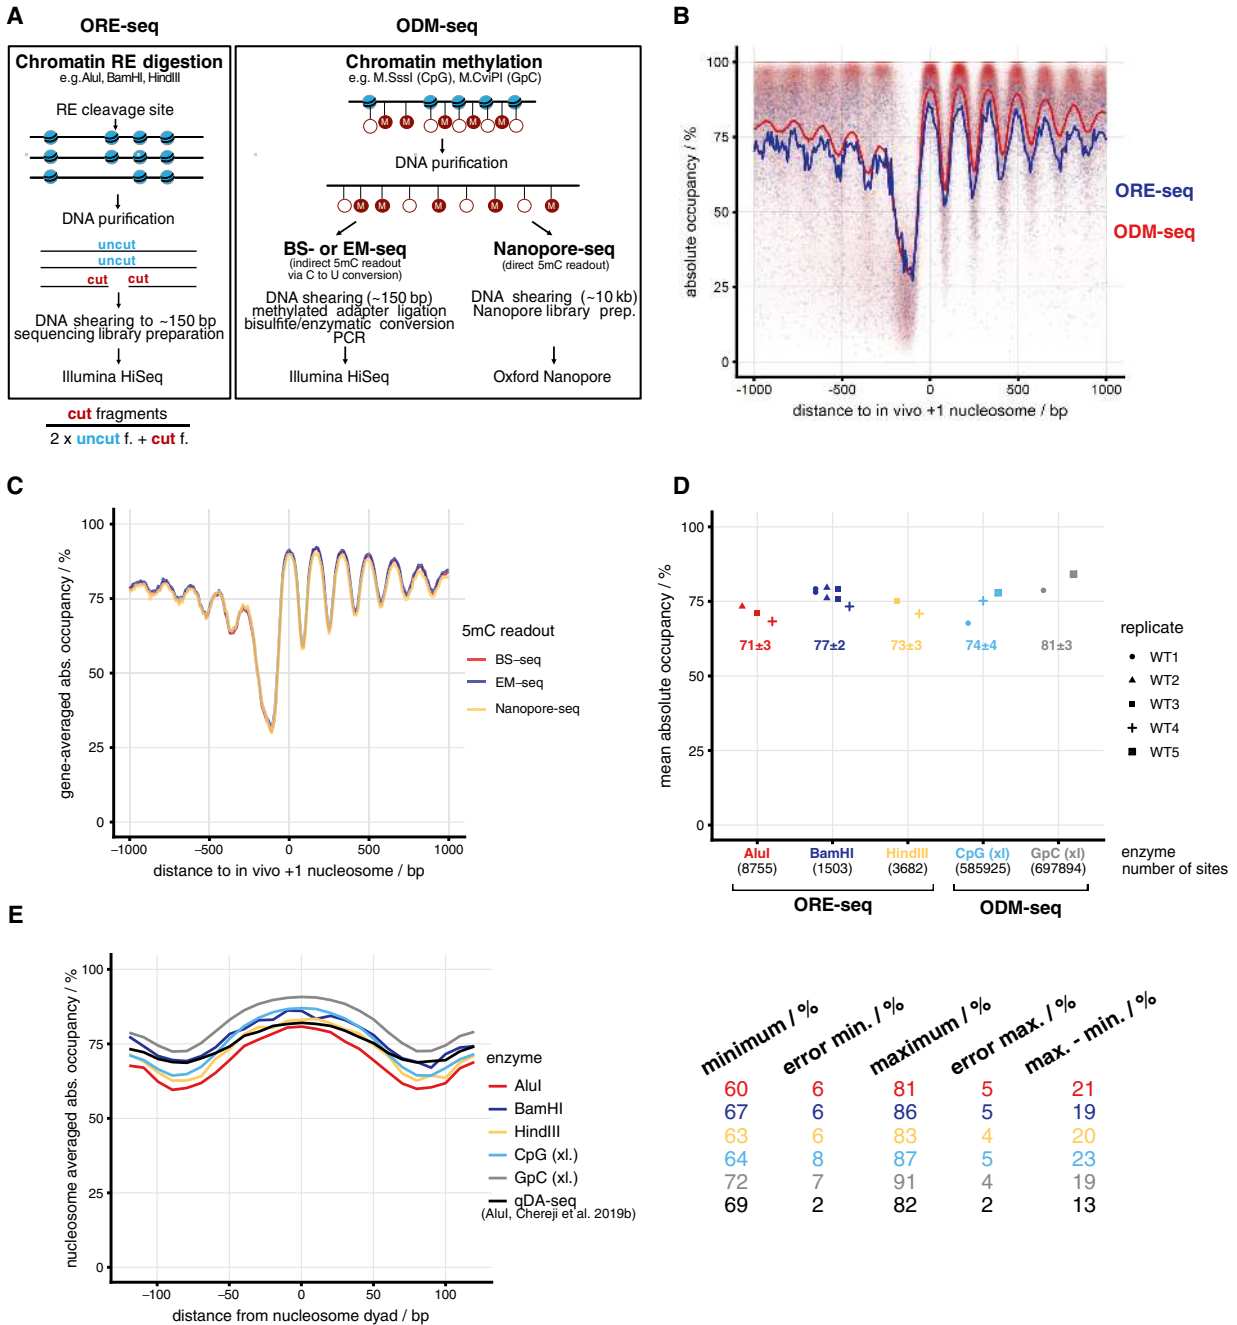 A
ORE-seq
ODM-seq
Chromatin RE digestion
e.g.AluI, BamHI, HindIII
RE cleavage site
DNA purification
uncut
uncut
cut cut
DNA shearing to ~150 bp
sequencing library preparation
Illumina HiSeq
cut fragments
2 x uncut f. + cut f.
Chromatin methylation
e.g. M.SssI (CpG), M.CviPI (GpC)
M M M M M
DNA purification
M M M M M
BS- or EM-seq
(indirect 5mC readout
via C to U conversion)
DNA shearing (~150 bp)
methylated adapter ligation
bisulfite/enzymatic conversion
PCR
Illumina HiSeq
Nanopore-seq
(direct 5mC readout)
DNA shearing (~10 kb)
Nanopore library prep.
Oxford Nanopore
B
absolute occupancy / %
100
75
50
25
0
-1000 -500 0 500 1000
distance to in vivo +1 nucleosome / bp
ORE-seq
ODM-seq
C
gene-averaged abs. occupancy / %
100
75
50
25
0
−1000 −500 0 500 1000
distance to in vivo +1 nucleosome / bp
5mC readout
BS−seq
EM−seq
Nanopore-seq
D
mean absolute occupancy / %
100
75
50
25
0
71±3 77±2 73±3 74±4 81±3
AluI BamHI HindIII CpG (xl) GpC (xl) enzyme
(8755) (1503) (3682) (585925) (697894) number of sites
ORE-seq ODM-seq
replicate
WT1
WT2
WT3
WT4
WT5
E
nucleosome averaged abs. occupancy / %
100
75
50
25
0
−100 −50 0 50 100
distance from nucleosome dyad / bp
enzyme
AluI
BamHI
HindIII
CpG (xl.)
GpC (xl.)
qDA-seq
(AluI, Chereji et al. 2019b)
minimum / % error min. / % maximum / % error max. / % max. - min. / %
60 6 81 5 21
67 6 86 5 19
63 6 83 4 20
64 8 87 5 23
72 7 91 4 19
69 2 82 2 13